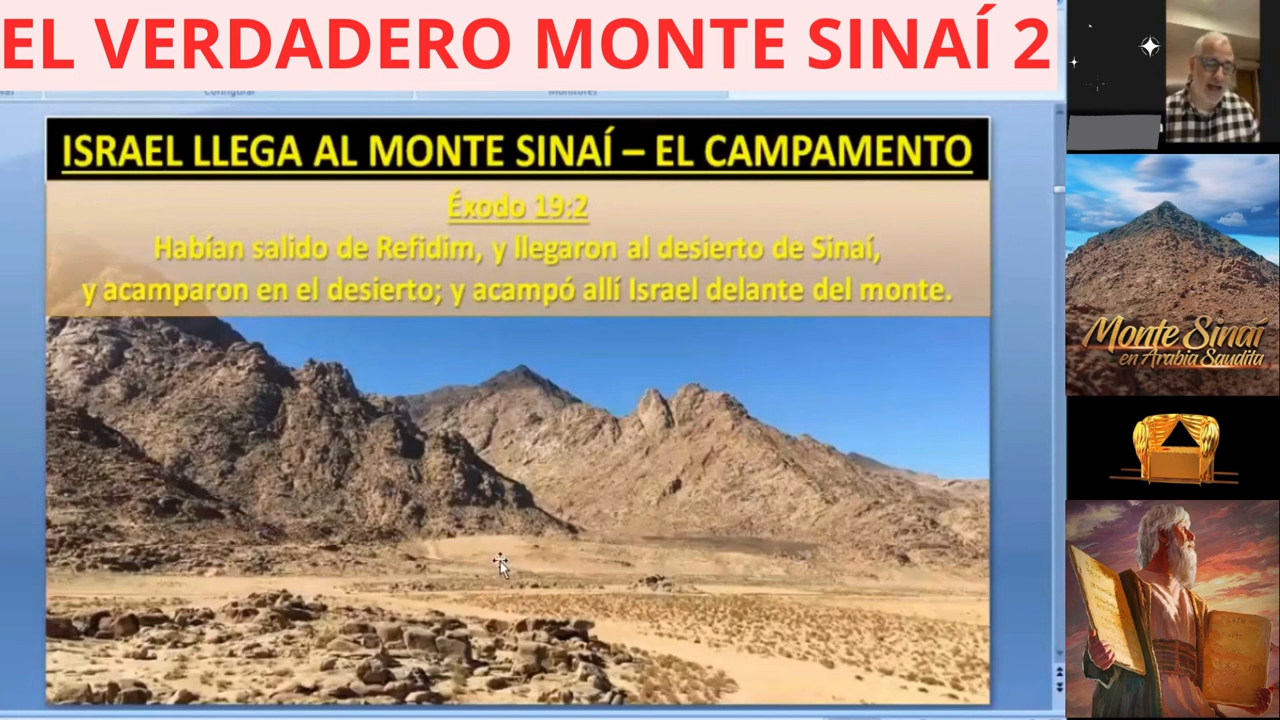 EL VERDADERO MONTE SINAÍ 2
Configurar
Monitores
ISRAEL LLEGA AL MONTE SINAÍ – EL CAMPAMENTO
Éxodo 19:2
Habían salido de Refidim, y llegaron al desierto de Sinaí,
y acamparon en el desierto; y acampó allí Israel delante del monte.
Monte Sinaí
en Arabia Saudita